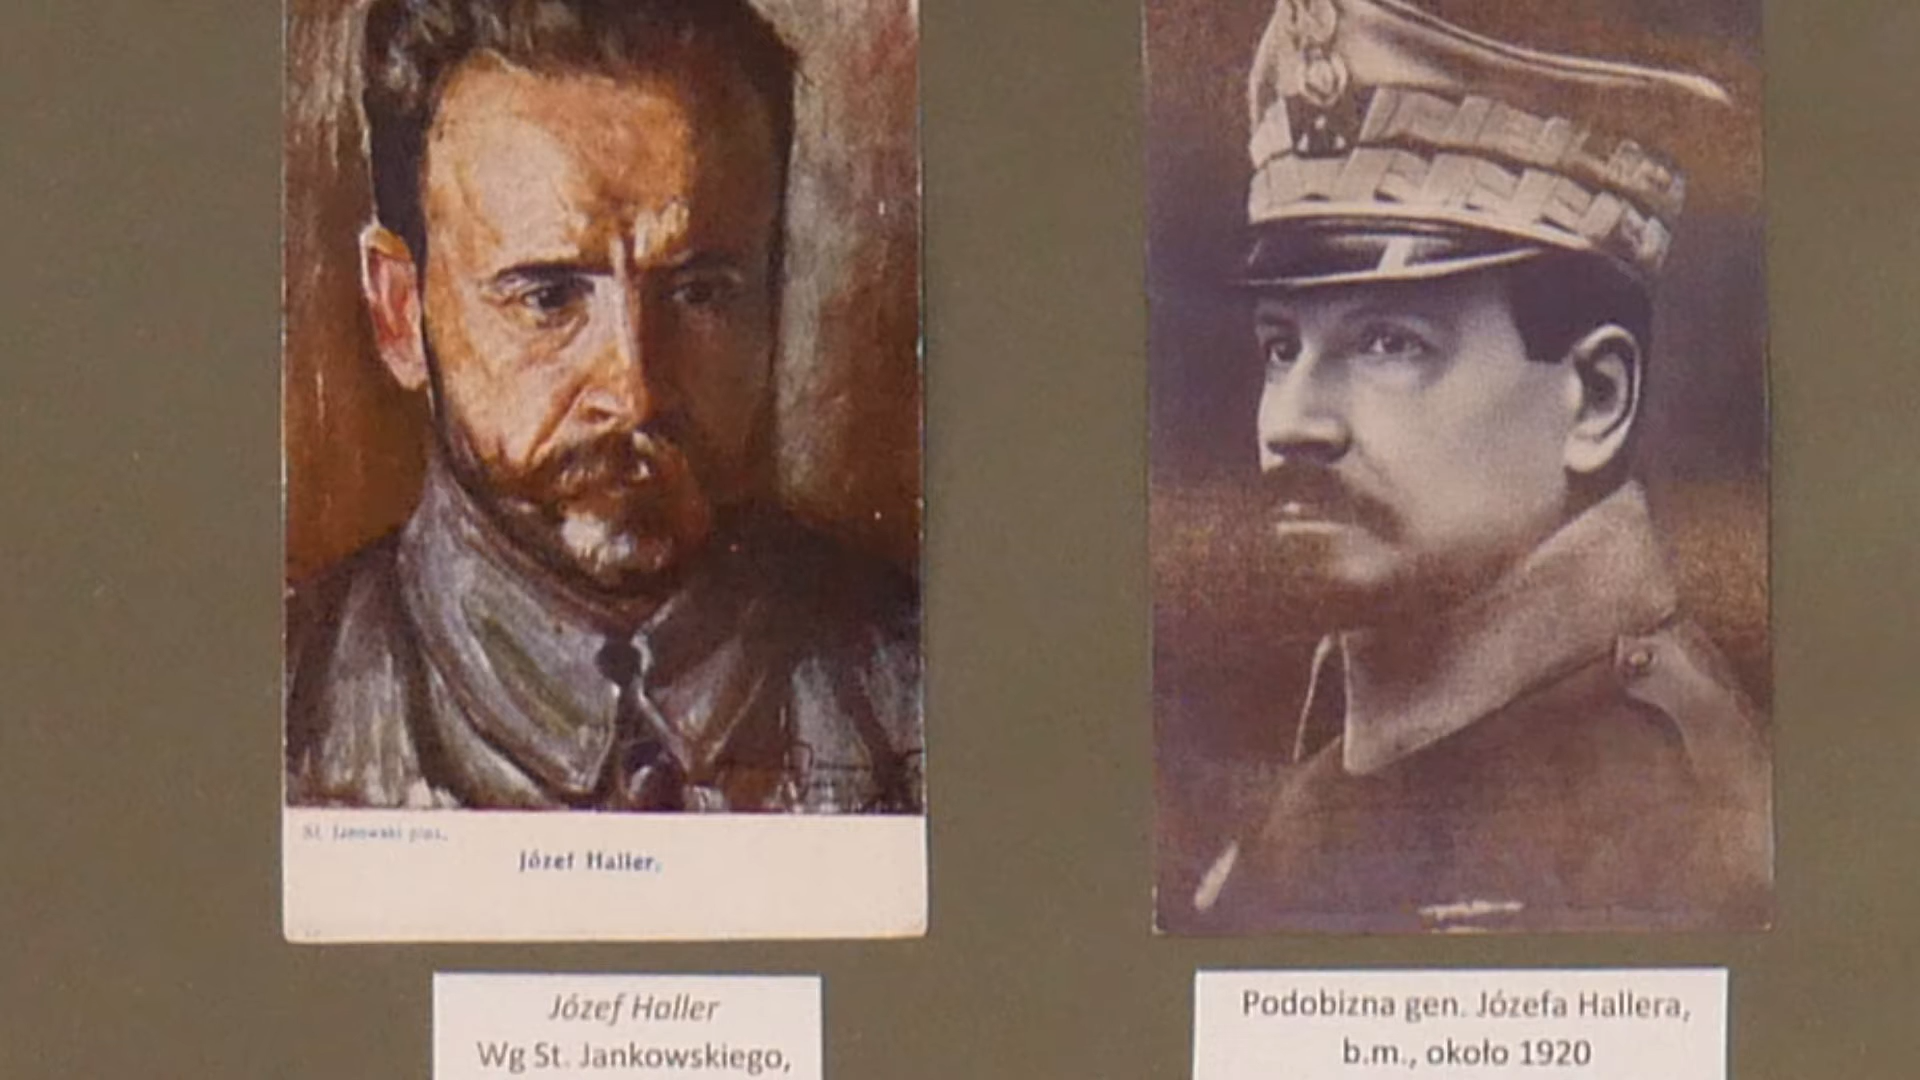 St. Janowski pinx.
Józef Haller.
Józef Haller
Wg St. Jankowskiego,
Podobizna gen. Józefa Hallera,
b.m., około 1920